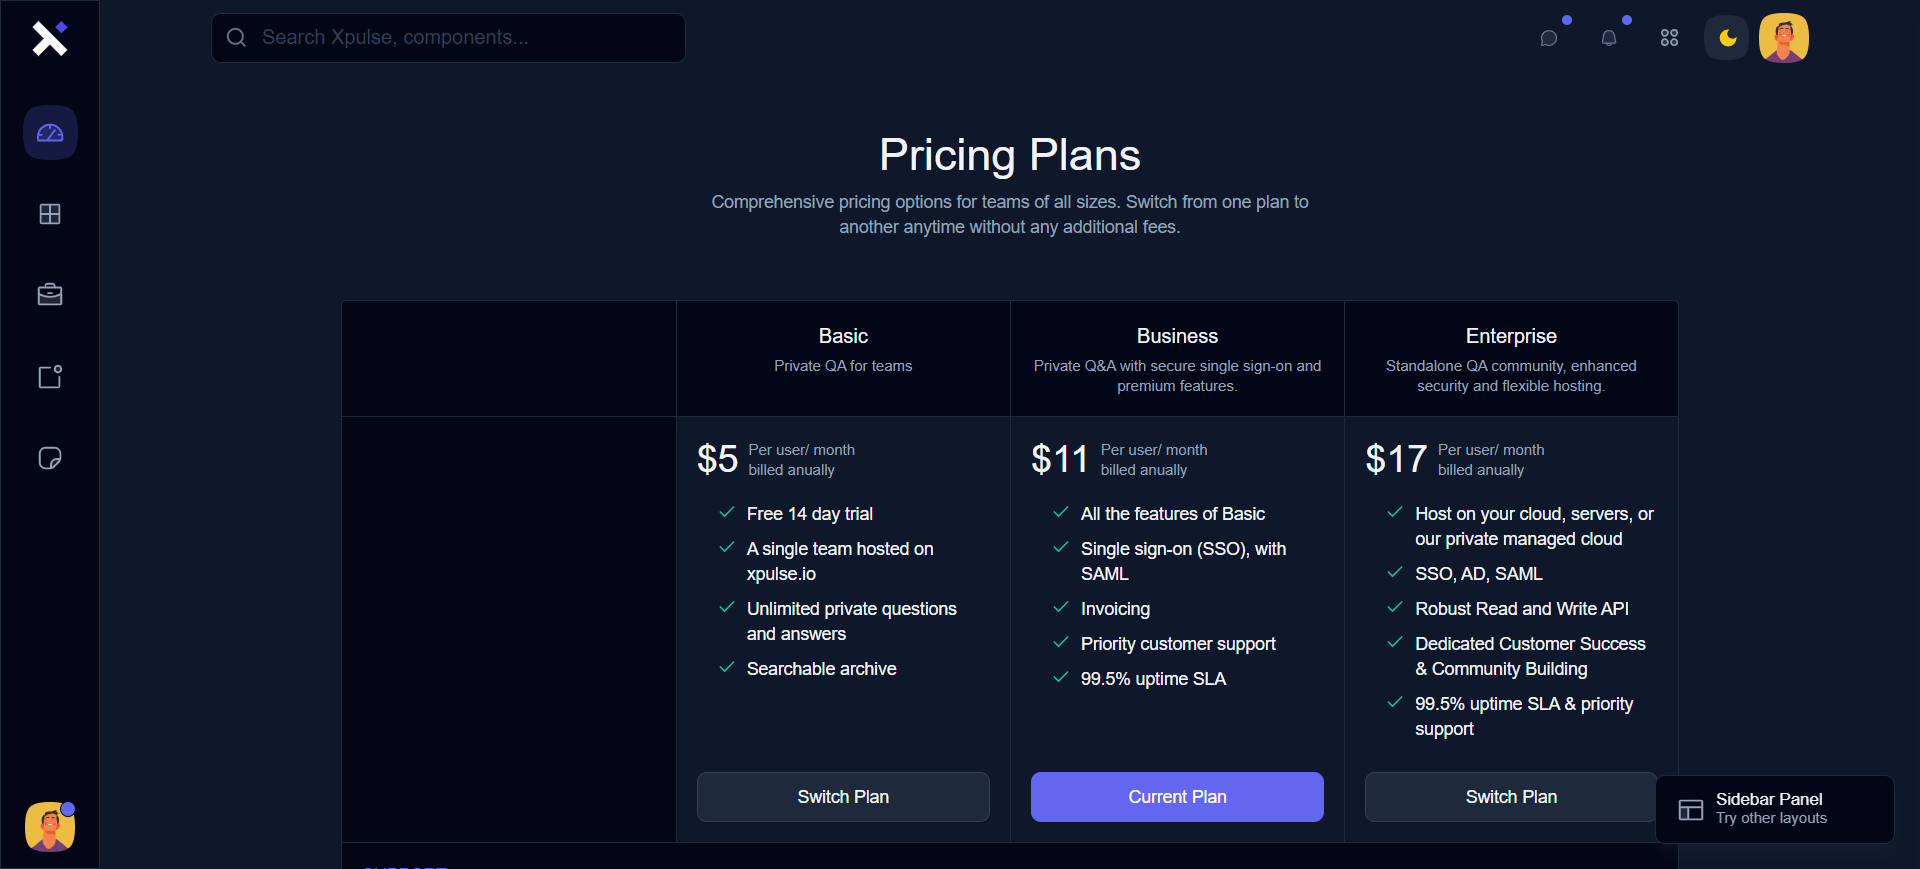 Search Xpulse, components...
Pricing Plans
Comprehensive pricing options for teams of all sizes. Switch from one plan to
another anytime without any additional fees.
Basic
Private QA for teams
Business
Private Q&A with secure single sign-on and
premium features.
Enterprise
Standalone QA community, enhanced
security and flexible hosting.
$5
Per user/ month
billed anually
Free 14 day trial
A single team hosted on
xpulse.io
Unlimited private questions
and answers
Searchable archive
Switch Plan
$11
Per user/ month
billed anually
All the features of Basic
Single sign-on (SSO), with
SAML
Invoicing
Priority customer support
99.5% uptime SLA
Current Plan
$17
Per user/ month
billed anually
Host on your cloud, servers, or
our private managed cloud
SSO, AD, SAML
Robust Read and Write API
Dedicated Customer Success
& Community Building
99.5% uptime SLA & priority
support
Switch Plan
Sidebar Panel
Try other layouts